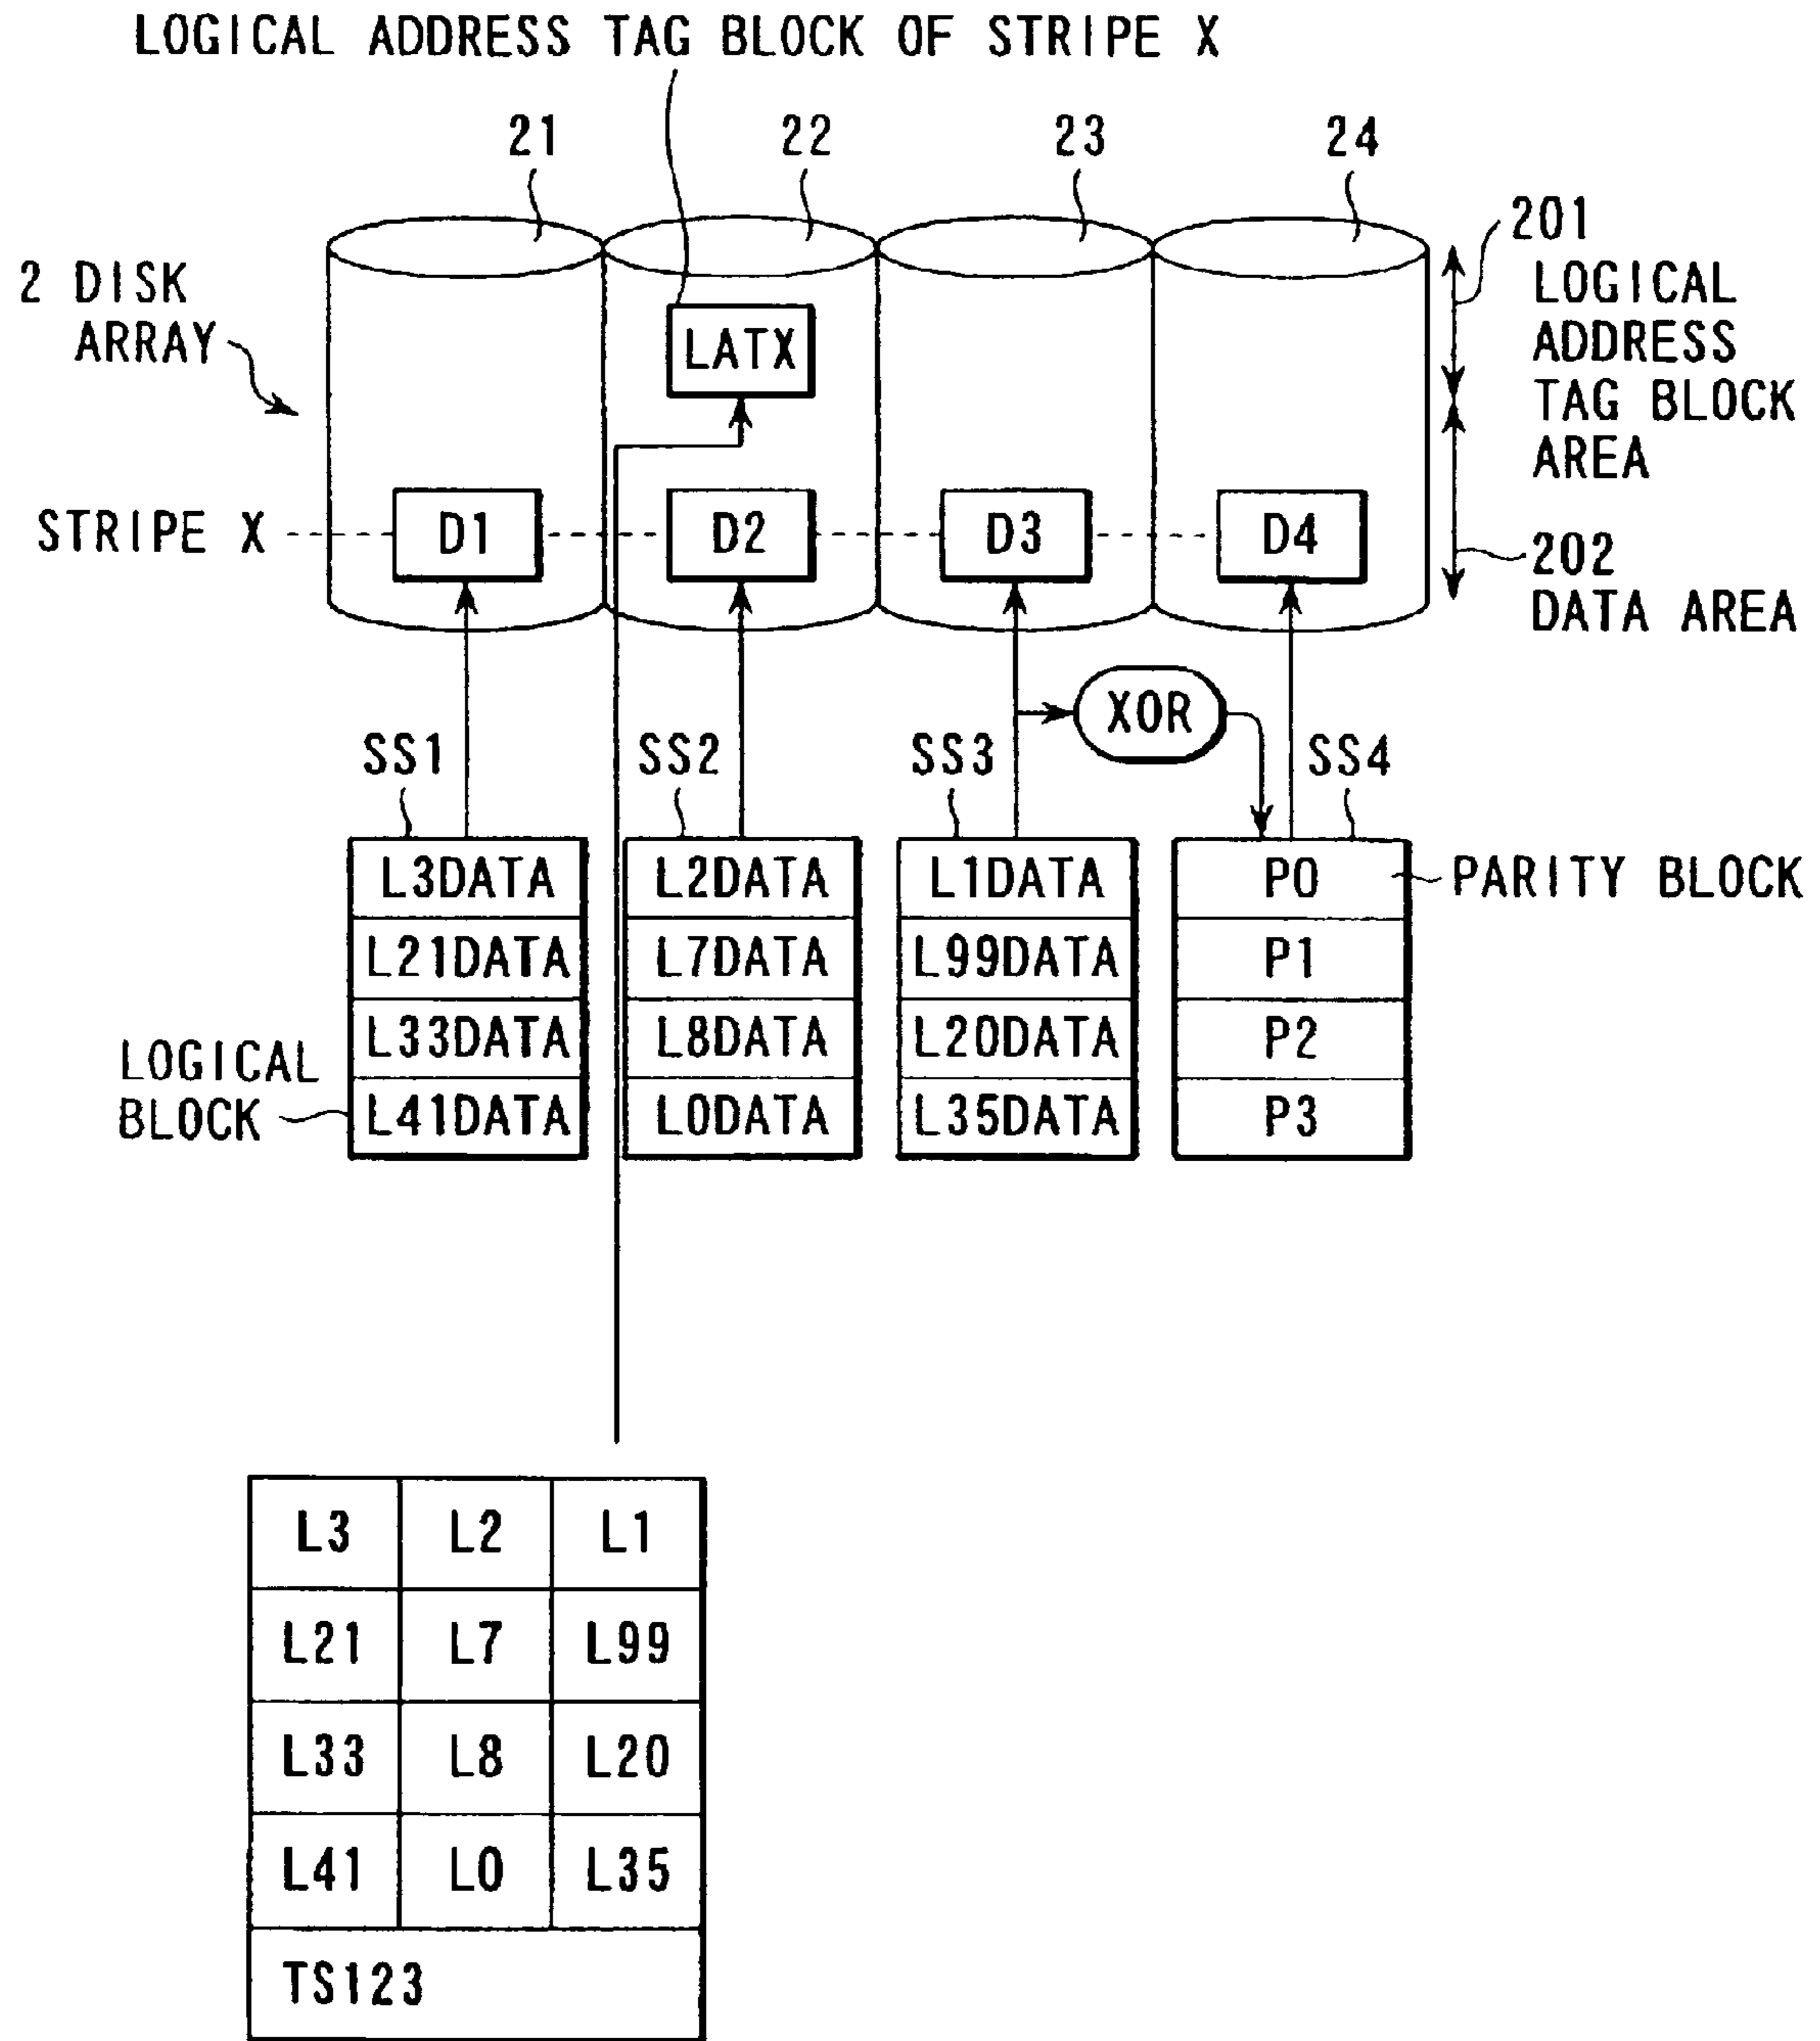 LOGICAL ADDRESS TAG BLOCK OF STRIPE X
21
22
23
24
201
LOGICAL
ADDRESS
TAG BLOCK
AREA
2 DISK
ARRAY
LATX
STRIPE X
D1
D2
D3
D4
202
DATA AREA
XOR
SS1
SS2
SS3
SS4
L3DATA
L2DATA
L1DATA
P0
PARITY BLOCK
L21DATA
L7DATA
L99DATA
P1
L33DATA
L8DATA
L20DATA
P2
LOGICAL
BLOCK
L41DATA
L0DATA
L35DATA
P3
L3
L2
L1
L21
L7
L99
L33
L8
L20
L41
L0
L35
TS123